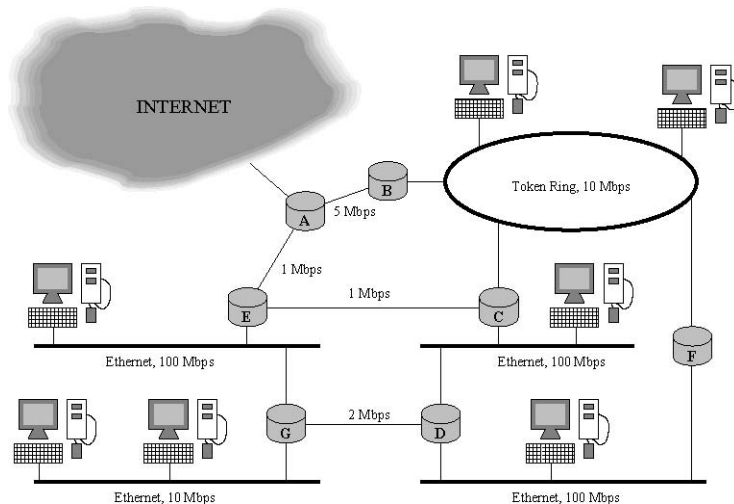 INTERNET
Token Ring, 10 Mbps
B
A
5 Mbps
1 Mbps
1 Mbps
E
C
F
Ethernet, 100 Mbps
Ethernet, 100 Mbps
2 Mbps
G
D
Ethernet, 10 Mbps
Ethernet, 100 Mbps